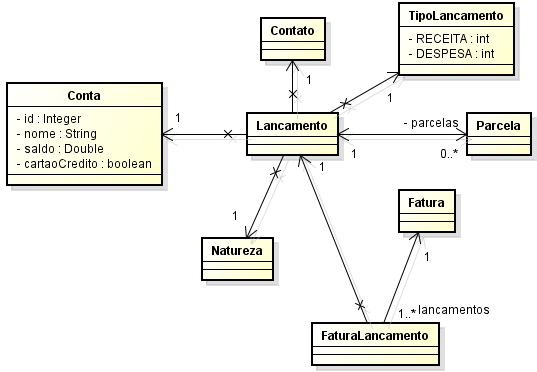 TipoLancamento
- RECEITA : int
- DESPESA : int
1
Contato
1
Conta
- id : Integer
- nome : String
- saldo : Double
- cartaoCredito : boolean
1
Lancamento
- parcelas
Parcela
1
0..*
1
1
Natureza
Fatura
1
1..*
lancamentos
FaturaLancamento